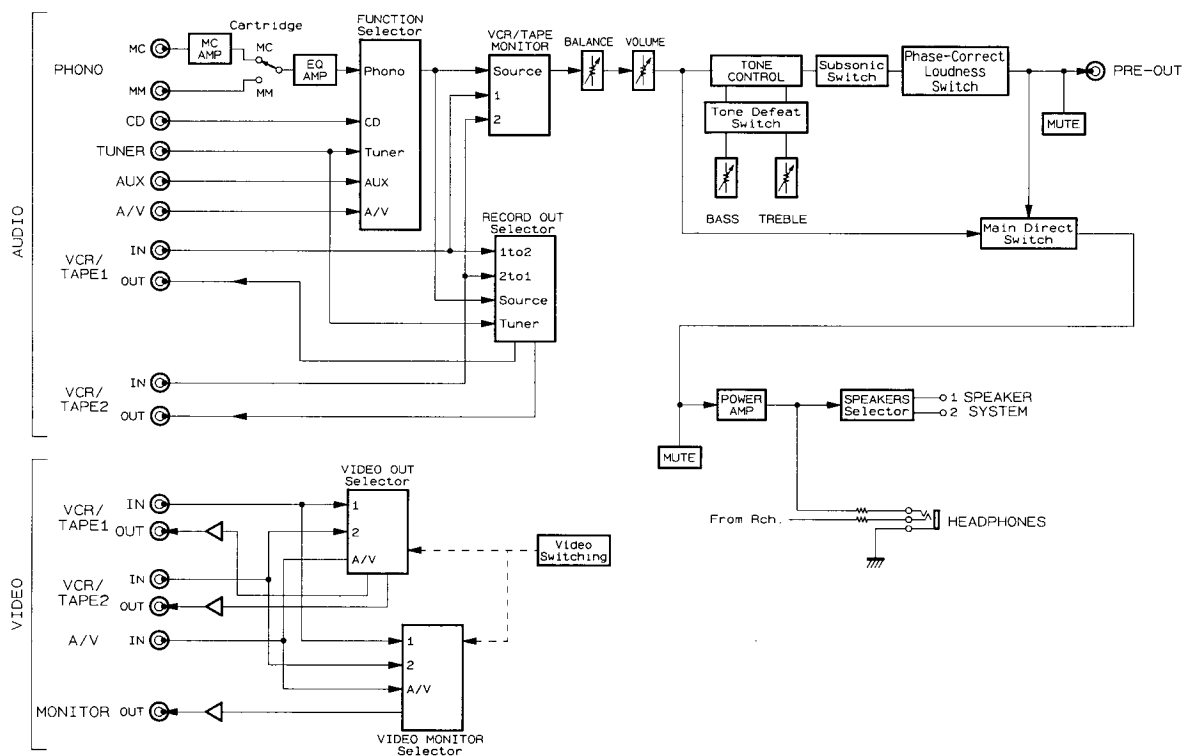 AUDIO
PHONO
MC
MC AMP
Cartridge
MC
MM
EQ AMP
MM
CD
TUNER
AUX
A/V
VCR/TAPE1
IN
OUT
VCR/TAPE2
IN
OUT
FUNCTION Selector
Phono
CD
Tuner
AUX
A/V
VCR/TAPE MONITOR
Source
1
2
RECORD OUT Selector
1to2
2to1
Source
Tuner
BALANCE
VOLUME
TONE CONTROL
Tone Defeat Switch
BASS
TREBLE
Subsonic Switch
Phase-Correct Loudness Switch
PRE-OUT
MUTE
Main Direct Switch
POWER AMP
MUTE
SPEAKERS Selector
1 SPEAKER
2 SYSTEM
From Rch.
HEADPHONES
VIDEO
VCR/TAPE1
IN
OUT
VCR/TAPE2
IN
OUT
A/V
IN
MONITOR OUT
VIDEO OUT Selector
1
2
A/V
Video Switching
1
2
A/V
VIDEO MONITOR Selector